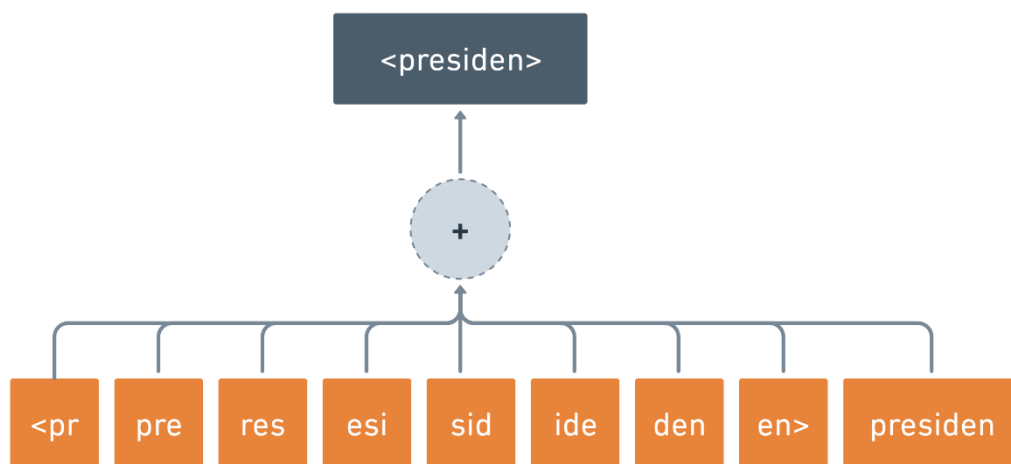 <presiden>
+
<pr pre res esi sid ide den en> presiden